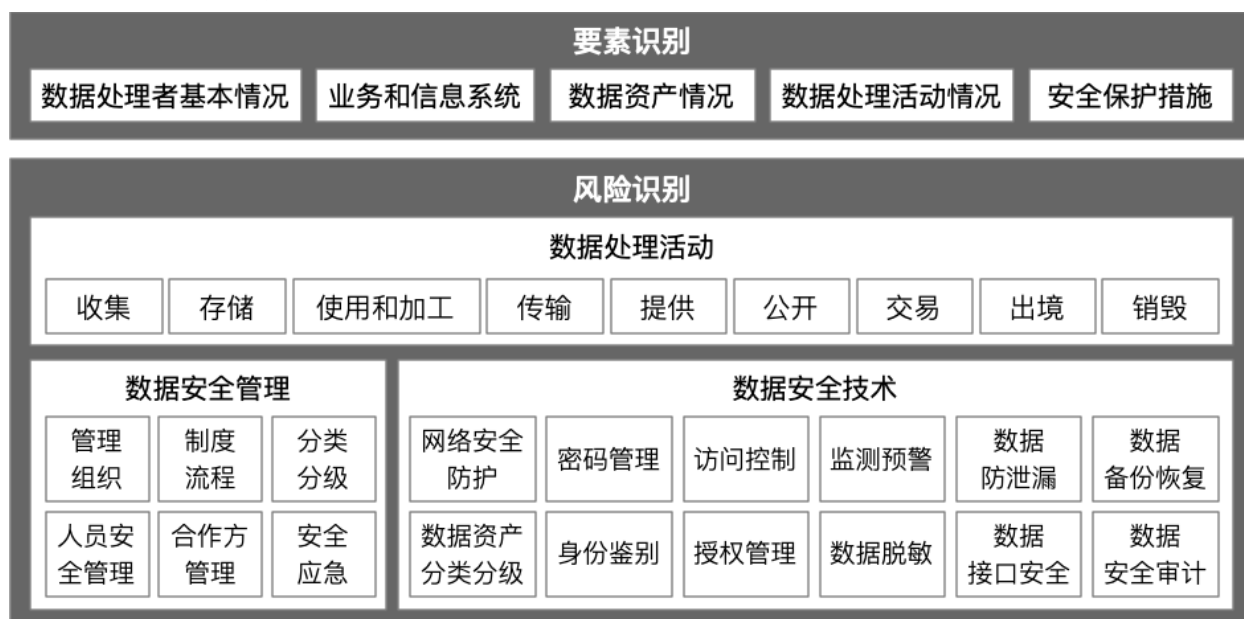 要素识别
数据处理者基本情况 业务和信息系统 数据资产情况 数据处理活动情况 安全保护措施
风险识别
数据处理活动
收集 存储 使用和加工 传输 提供 公开 交易 出境 销毁
数据安全管理
管理
组织
制度
流程
分类
分级
人员安
全管理
合作方
管理
安全
应急
数据安全技术
网络安全
防护
密码管理
访问控制
监测预警
数据
防泄漏
数据
备份恢复
数据资产
分类分级
身份鉴别
授权管理
数据脱敏
数据
接口安全
数据
安全审计